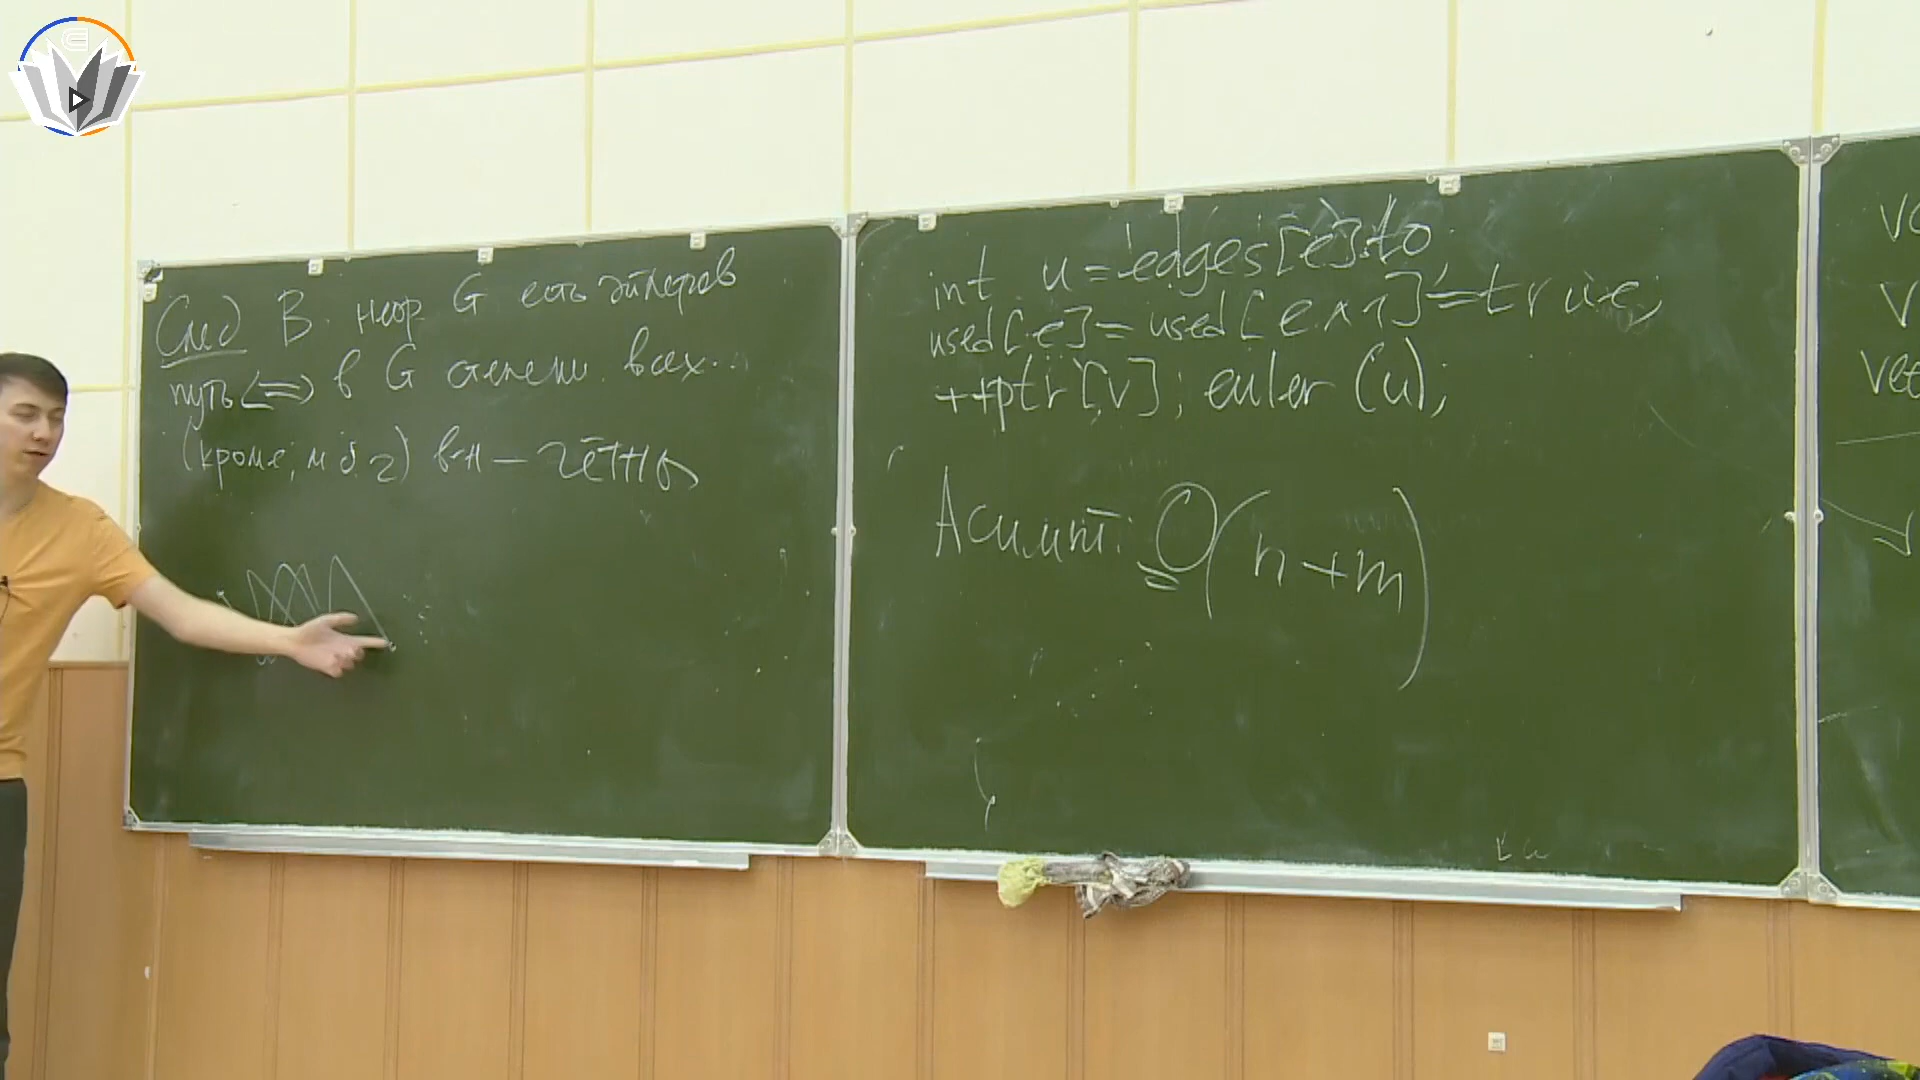 След В неор. G есть эйлеров
путь <=> в G степени всех..
(кроме, м.б. 2) в-н — чётны
int u = edges[e].to
used[e] = used[e^1] = true;
++ptr[v]; euler (u);
Асимпт: O(n+m)